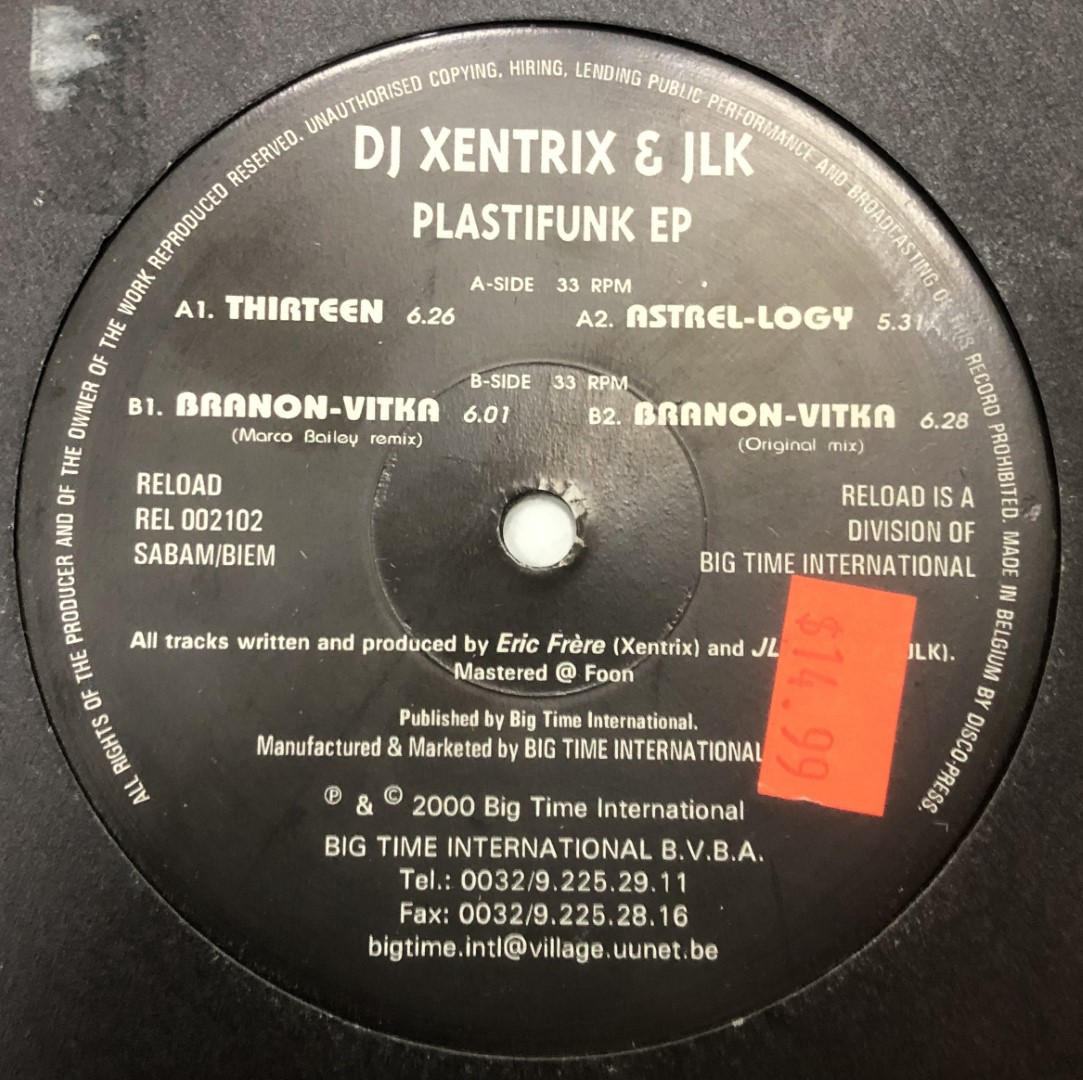 ALL RIGHTS OF THE PRODUCER AND OF THE OWNER OF THE WORK REPRODUCED RESERVED. UNAUTHORISED COPYING, HIRING, LENDING PUBLIC PERFORMANCE AND BROADCASTING OF THIS RECORD PROHIBITED. MADE IN BELGIUM BY DISCO-PRESS.
DJ XENTRIX & JLK
PLASTIFUNK EP
A-SIDE 33 RPM
A1. THIRTEEN 6.26 A2. ASTREL-LOGY 5.31
B-SIDE 33 RPM
B1. BRANON-VITKA 6.01 B2. BRANON-VITKA 6.28
(Marco Bailey remix) (Original mix)
RELOAD
REL 002102
SABAM/BIEM
RELOAD IS A
DIVISION OF
BIG TIME INTERNATIONAL
All tracks written and produced by Eric Frère (Xentrix) and JL JLK).
Mastered @ Foon
Published by Big Time International.
Manufactured & Marketed by BIG TIME INTERNATIONAL
$14.99
℗ & © 2000 Big Time International
BIG TIME INTERNATIONAL B.V.B.A.
Tel.: 0032/9.225.29.11
Fax: 0032/9.225.28.16
bigtime.intl@village.uunet.be